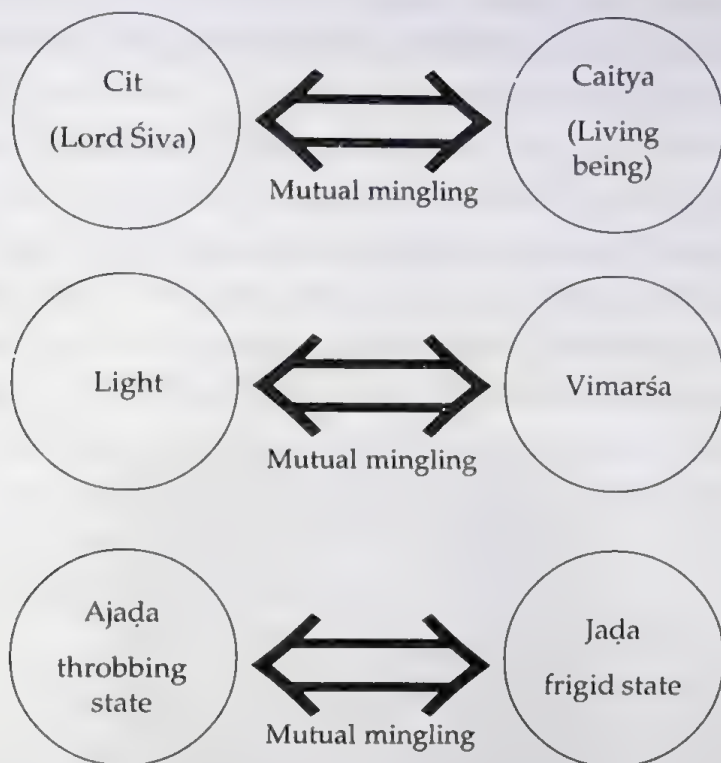 Cit
(Lord Śiva)
Mutual mingling
Caitya
(Living
being)
Light
Mutual mingling
Vimarśa
Ajaḍa
throbbing
state
Mutual mingling
Jaḍa
frigid state